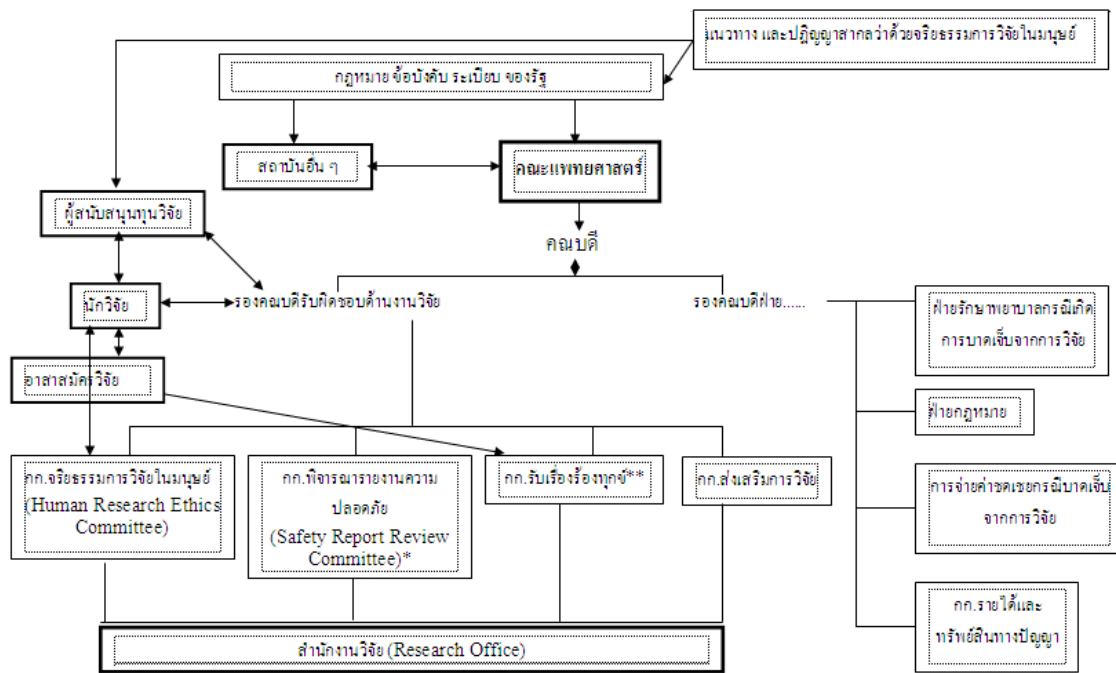 แนวทาง และปฏิญญาสากลว่าด้วยจริยธรรมการวิจัยในมนุษย์
กฎหมาย ข้อบังคับ ระเบียบ ของรัฐ
สถาบันอื่น ๆ
คณะแพทยศาสตร์
ผู้สนับสนุนทุนวิจัย
คณบดี
นักวิจัย
รองคณบดีรับผิดชอบด้านงานวิจัย
รองคณบดีฝ่าย......
ฝ่ายรักษาพยาบาลกรณีเกิด
การบาดเจ็บจากการวิจัย
อาสาสมัครวิจัย
ฝ่ายกฎหมาย
กก.จริยธรรมการวิจัยในมนุษย์
(Human Research Ethics
Committee)
กก.พิจารณารายงานความ
ปลอดภัย
(Safety Report Review
Committee)*
กก.รับเรื่องร้องทุกข์**
กก.ส่งเสริมการวิจัย
การจ่ายค่าชดเชยกรณีบาดเจ็บ
จากการวิจัย
กก.รายได้และ
ทรัพย์สินทางปัญญา
สำนักงานวิจัย (Research Office)